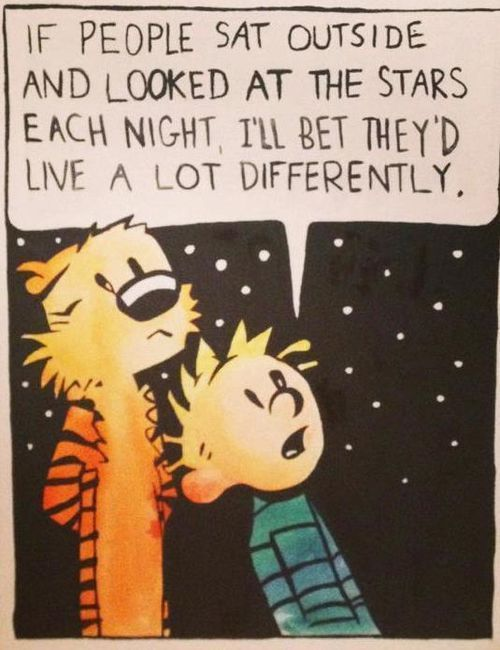 IF PEOPLE SAT OUTSIDE
AND LOOKED AT THE STARS
EACH NIGHT, I'LL BET THEY'D
LIVE A LOT DIFFERENTLY.